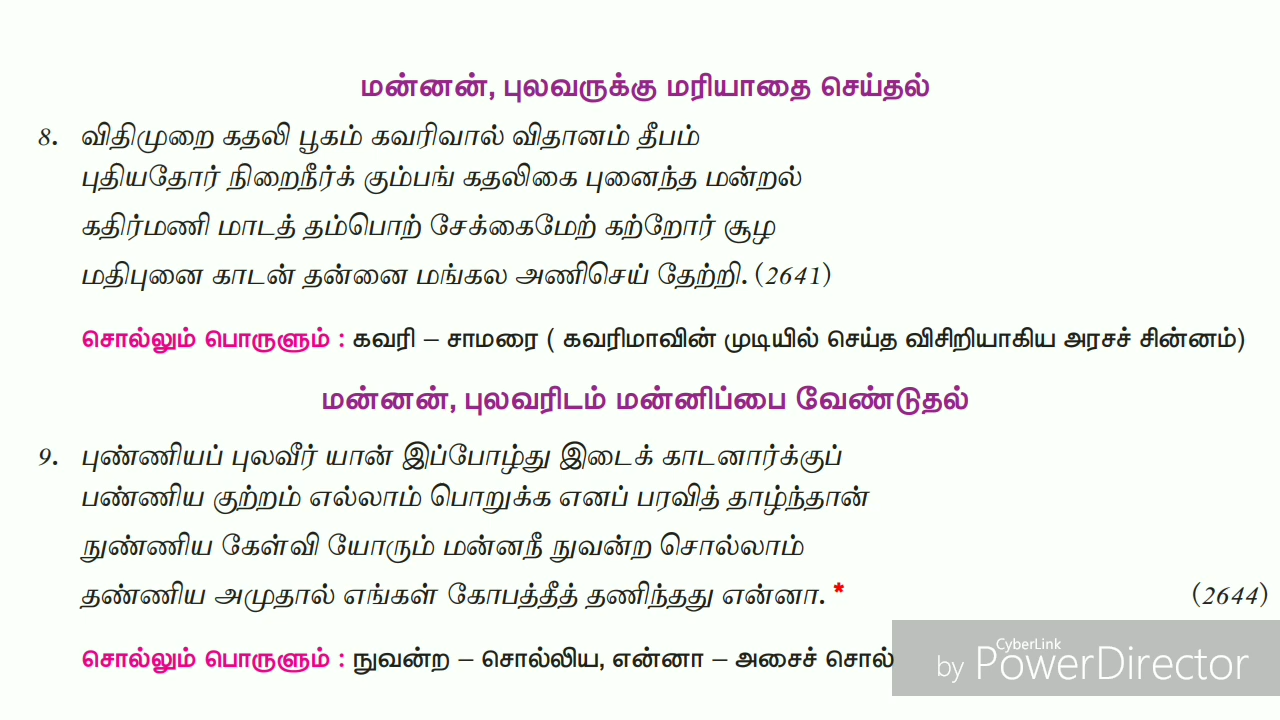 மன்னன், புலவருக்கு மரியாதை செய்தல்
8. விதிமுறை கதலி பூகம் கவரிவால் விதானம் தீபம்
புதியதோர் நிறைநீர்க் கும்பங் கதலிகை புனைந்த மன்றல்
கதிர்மணி மாடத் தம்பொற் சேக்கைமேற் கற்றோர் சூழ
மதிபுனை காடன் தன்னை மங்கல அணிசெய் தேற்றி. (2641)
சொல்லும் பொருளும் : கவரி – சாமரை ( கவரிமாவின் முடியில் செய்த விசிறியாகிய அரசச் சின்னம்)
மன்னன், புலவரிடம் மன்னிப்பை வேண்டுதல்
9. புண்ணியப் புலவீர் யான் இப்போழ்து இடைக் காடனார்க்குப்
பண்ணிய குற்றம் எல்லாம் பொறுக்க எனப் பரவித் தாழ்ந்தான்
நுண்ணிய கேள்வி யோரும் மன்னநீ நுவன்ற சொல்லாம்
தண்ணிய அமுதால் எங்கள் கோபத்தீத் தணிந்தது என்னா. * (2644)
சொல்லும் பொருளும் : நுவன்ற – சொல்லிய, என்னா – அசைச் சொல்
by CyberLink PowerDirector